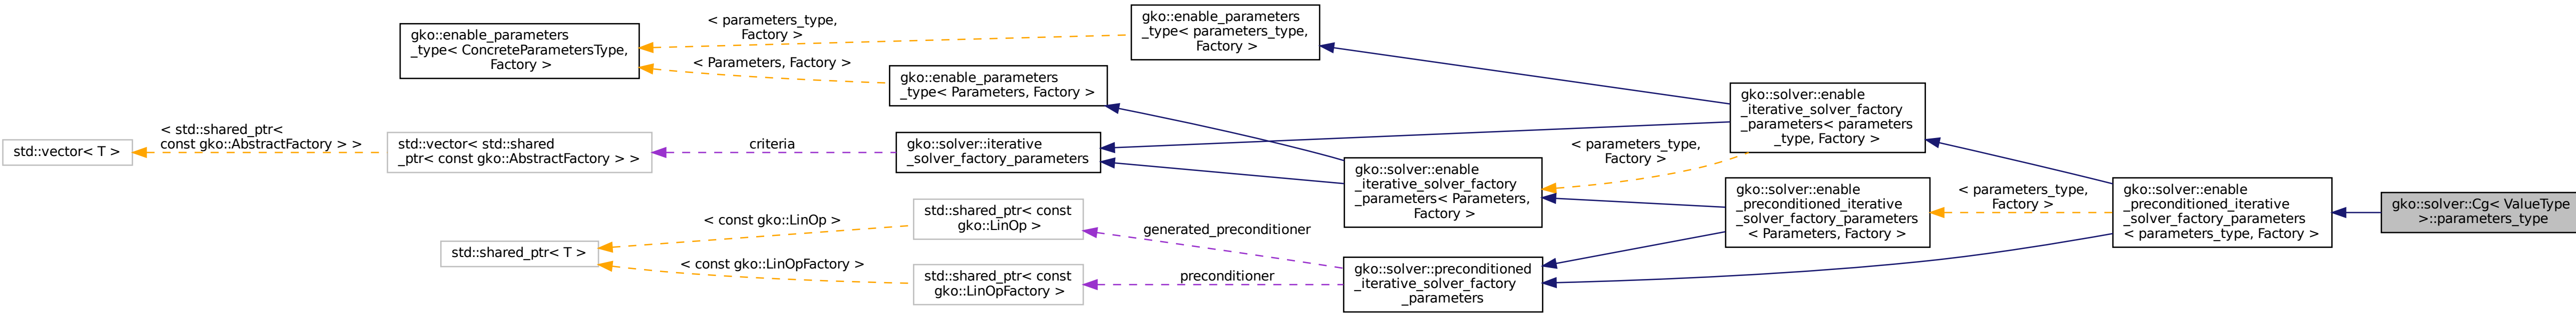 gko::enable_parameters
_type< ConcreteParametersType,
Factory >
< parameters_type,
Factory >
< Parameters, Factory >
gko::enable_parameters
_type< parameters_type,
Factory >
gko::enable_parameters
_type< Parameters, Factory >
std::vector< T >
< std::shared_ptr<
const gko::AbstractFactory > >
std::vector< std::shared
_ptr< const gko::AbstractFactory > >
criteria
gko::solver::iterative
_solver_factory_parameters
gko::solver::enable
_iterative_solver_factory
_parameters< parameters
_type, Factory >
< parameters_type,
Factory >
gko::solver::enable
_iterative_solver_factory
_parameters< Parameters,
Factory >
std::shared_ptr< T >
< const gko::LinOp >
< const gko::LinOpFactory >
std::shared_ptr< const
gko::LinOp >
std::shared_ptr< const
gko::LinOpFactory >
generated_preconditioner
preconditioner
gko::solver::preconditioned
_iterative_solver_factory
_parameters
gko::solver::enable
_preconditioned_iterative
_solver_factory_parameters
< Parameters, Factory >
< parameters_type,
Factory >
gko::solver::enable
_preconditioned_iterative
_solver_factory_parameters
< parameters_type, Factory >
gko::solver::Cg< ValueType
>::parameters_type